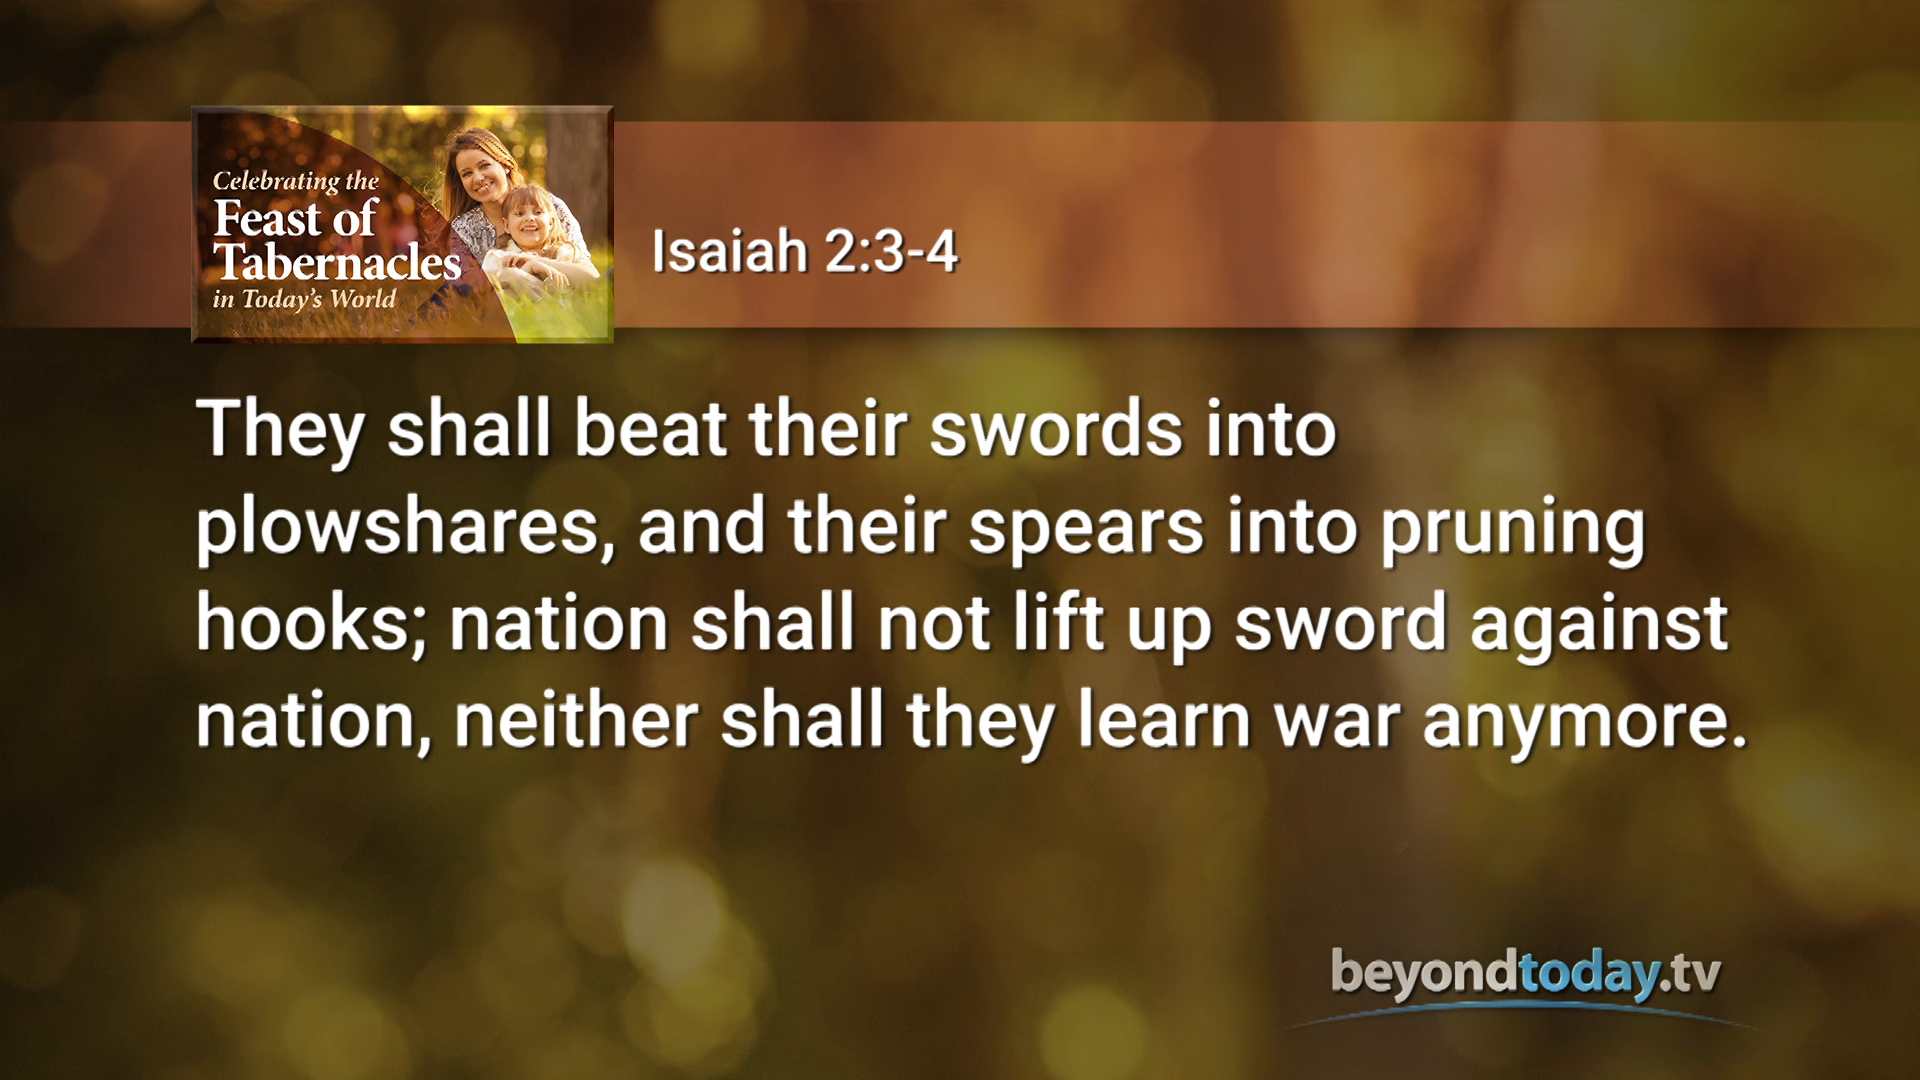 Celebrating the
Feast of
Tabernacles
in Today's World
Isaiah 2:3-4
They shall beat their swords into
plowshares, and their spears into pruning
hooks; nation shall not lift up sword against
nation, neither shall they learn war anymore.
beyondtoday.tv